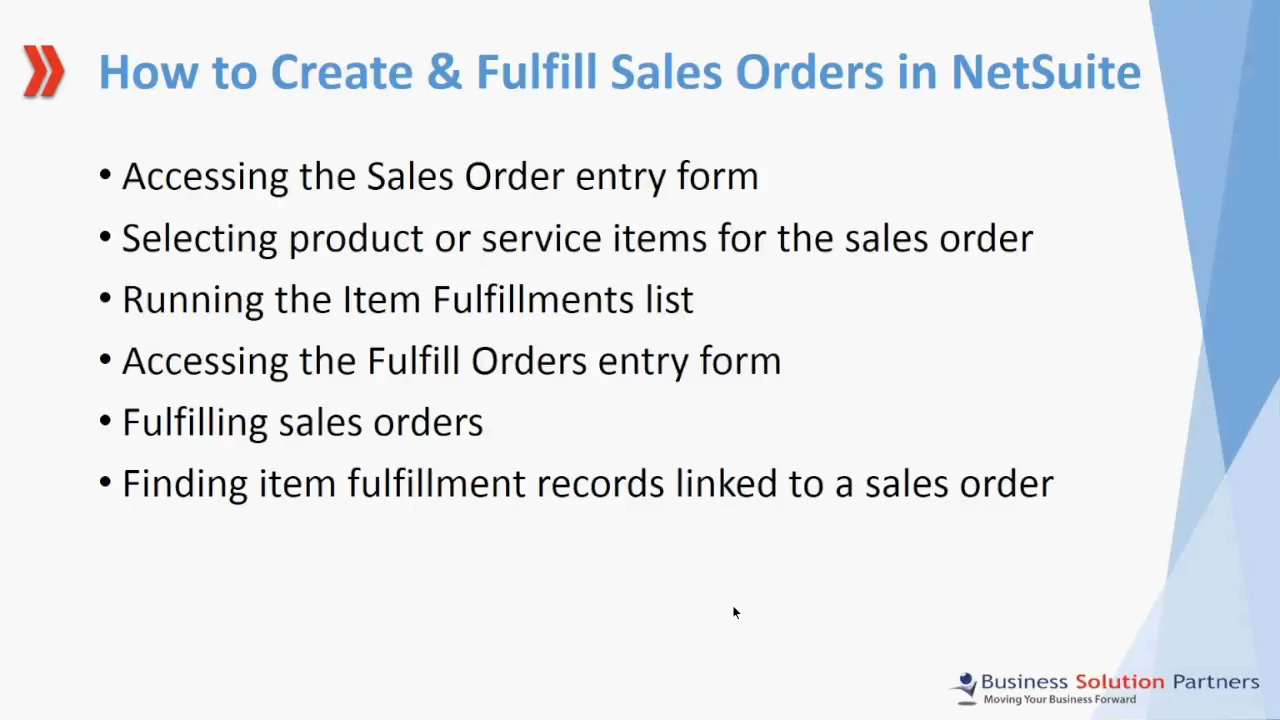 How to Create & Fulfill Sales Orders in NetSuite
• Accessing the Sales Order entry form
• Selecting product or service items for the sales order
• Running the Item Fulfillments list
• Accessing the Fulfill Orders entry form
• Fulfilling sales orders
• Finding item fulfillment records linked to a sales order
Business Solution Partners
Moving Your Business Forward